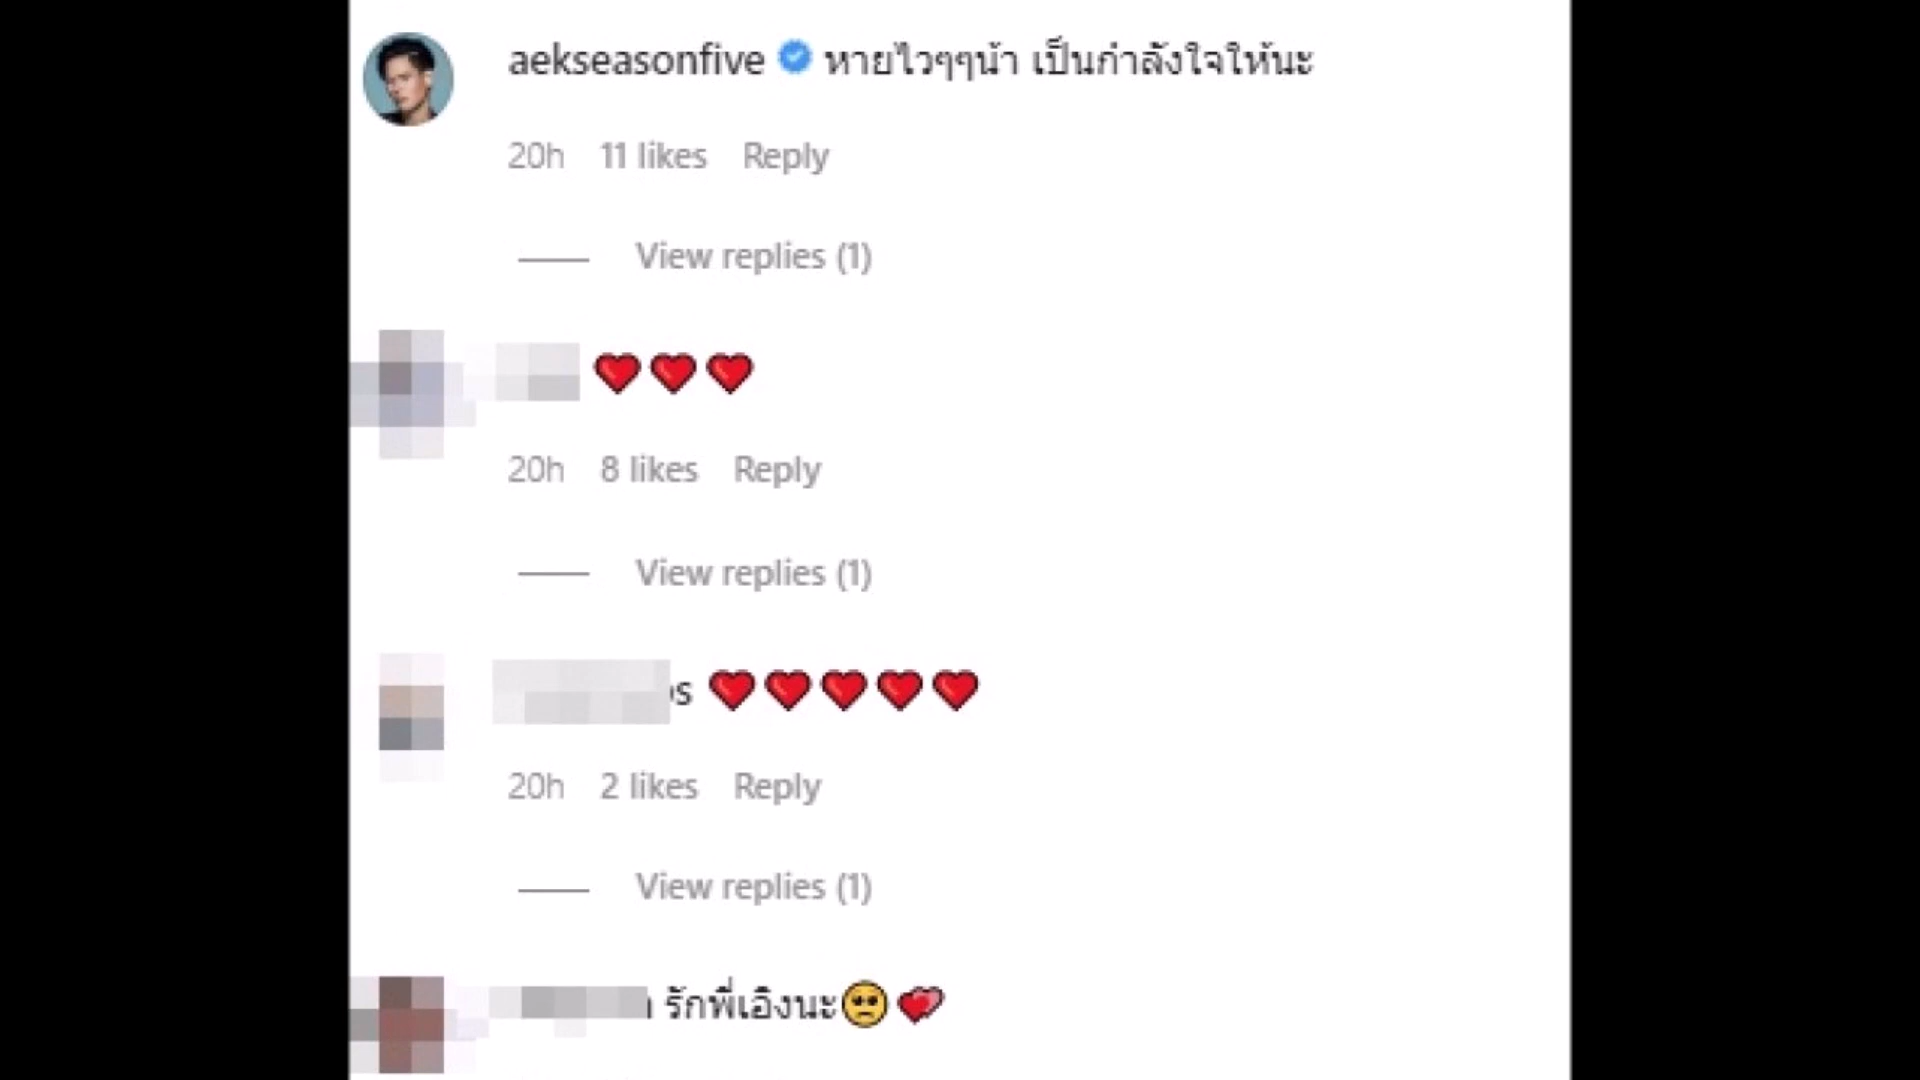 aekseasonfive หายไวๆๆน้า เป็นกำลังใจให้นะ
20h 11 likes Reply
View replies (1)
20h 8 likes Reply
View replies (1)
20h 2 likes Reply
View replies (1)
รักพี่เอิงนะ